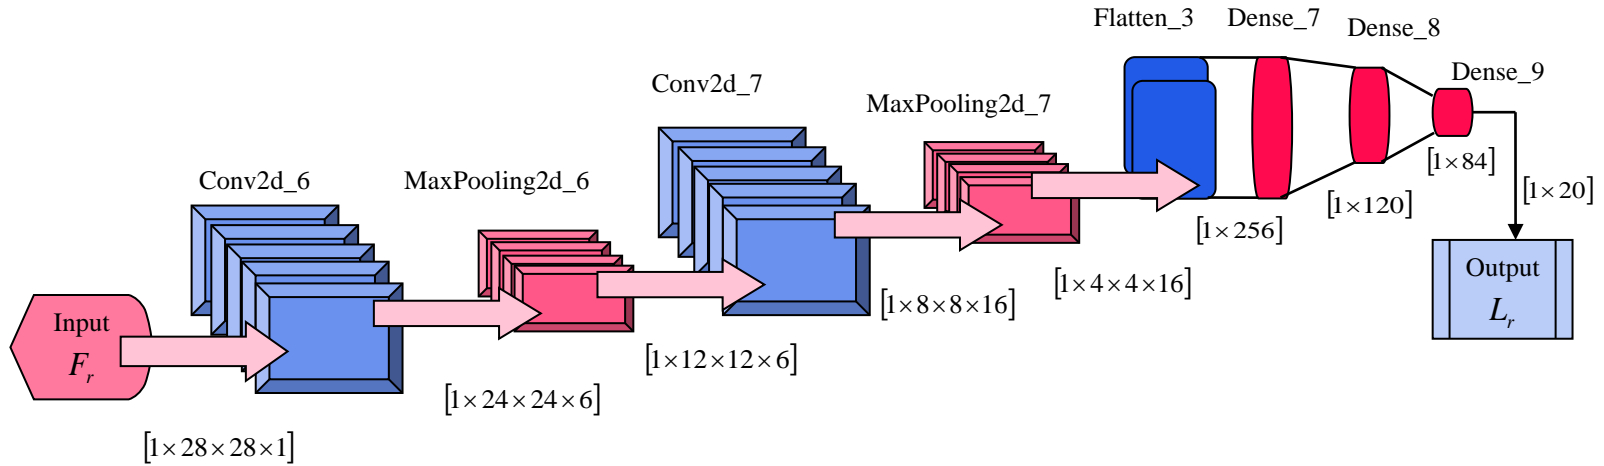 Flatten_3
Dense_7
Dense_8
Dense_9
Conv2d_7
MaxPooling2d_7
Conv2d_6
MaxPooling2d_6
Input
F_r
[1×28×28×1]
[1×24×24×6]
[1×12×12×6]
[1×8×8×16]
[1×4×4×16]
[1×256]
[1×120]
[1×84]
[1×20]
Output
L_r